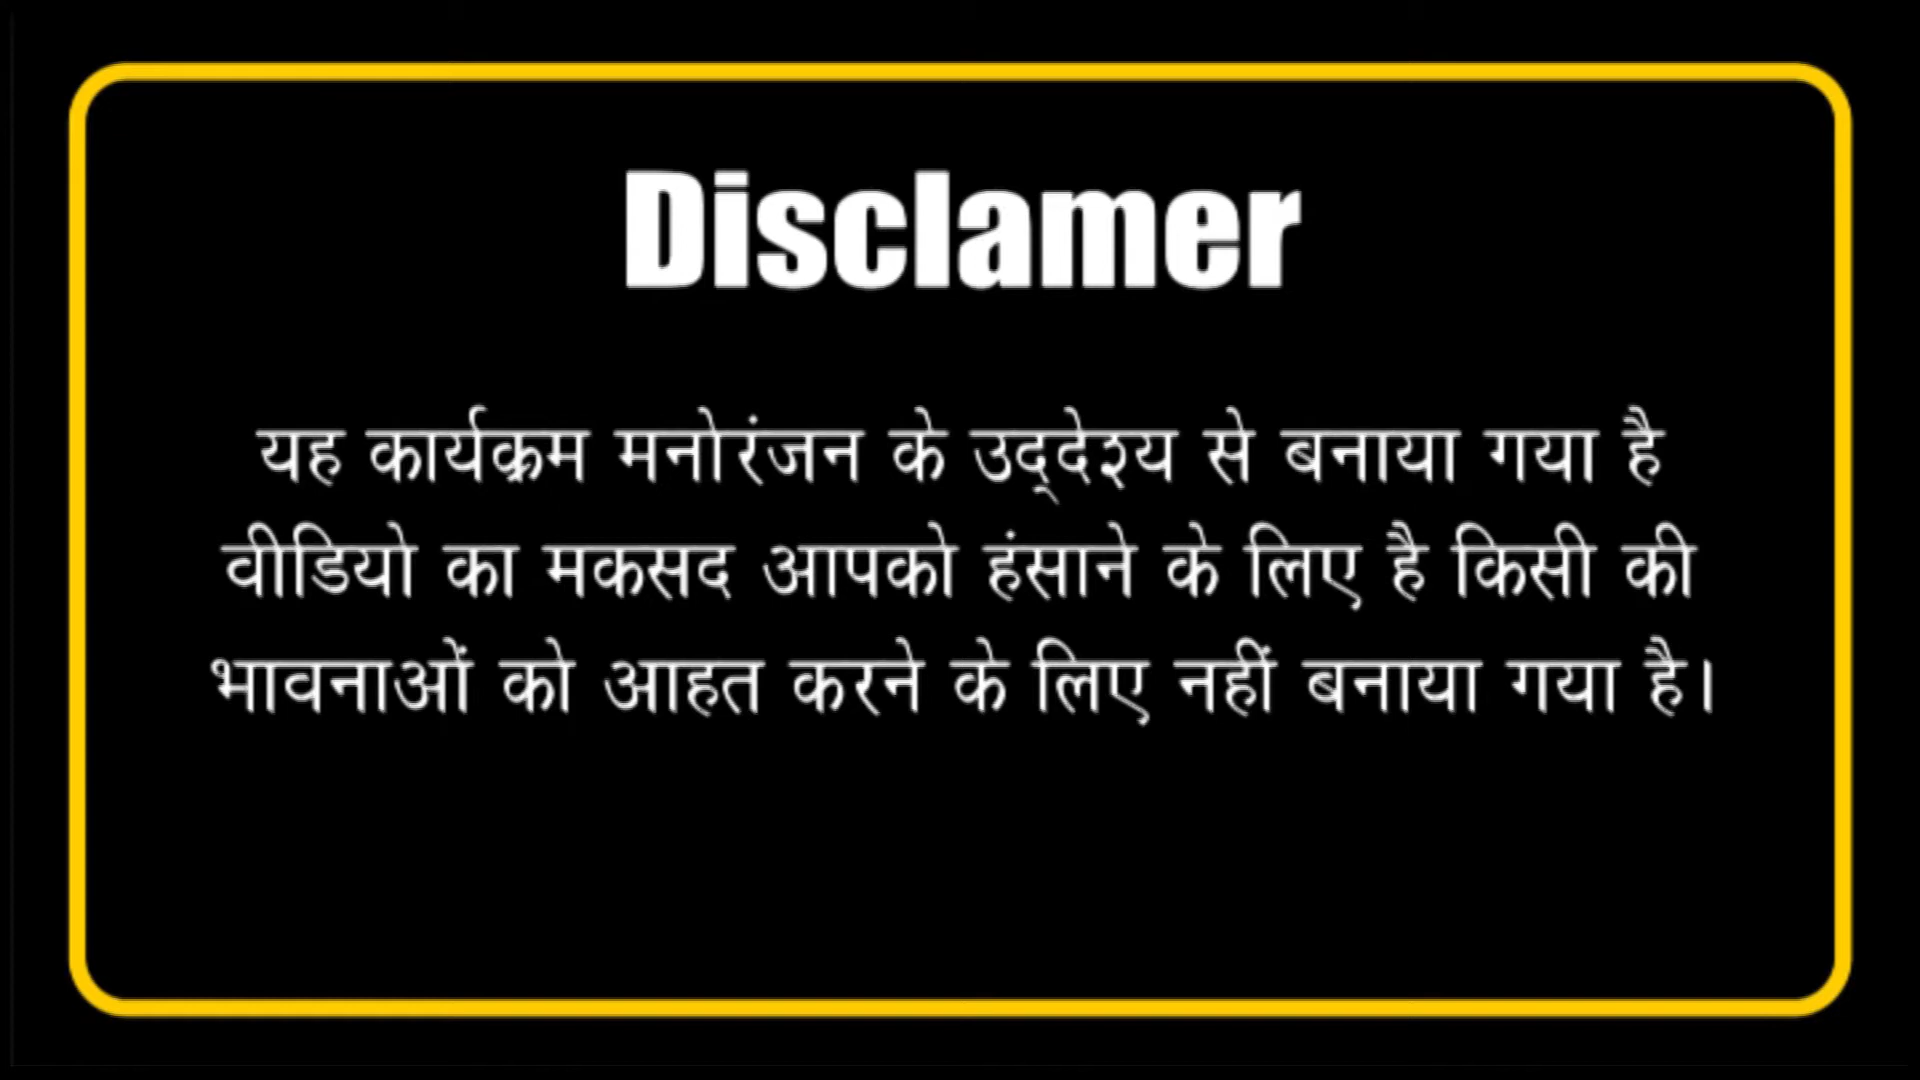 Disclamer
यह कार्यक्रम मनोरंजन के उद्देश्य से बनाया गया है
वीडियो का मकसद आपको हंसाने के लिए है किसी की
भावनाओं को आहत करने के लिए नहीं बनाया गया है।